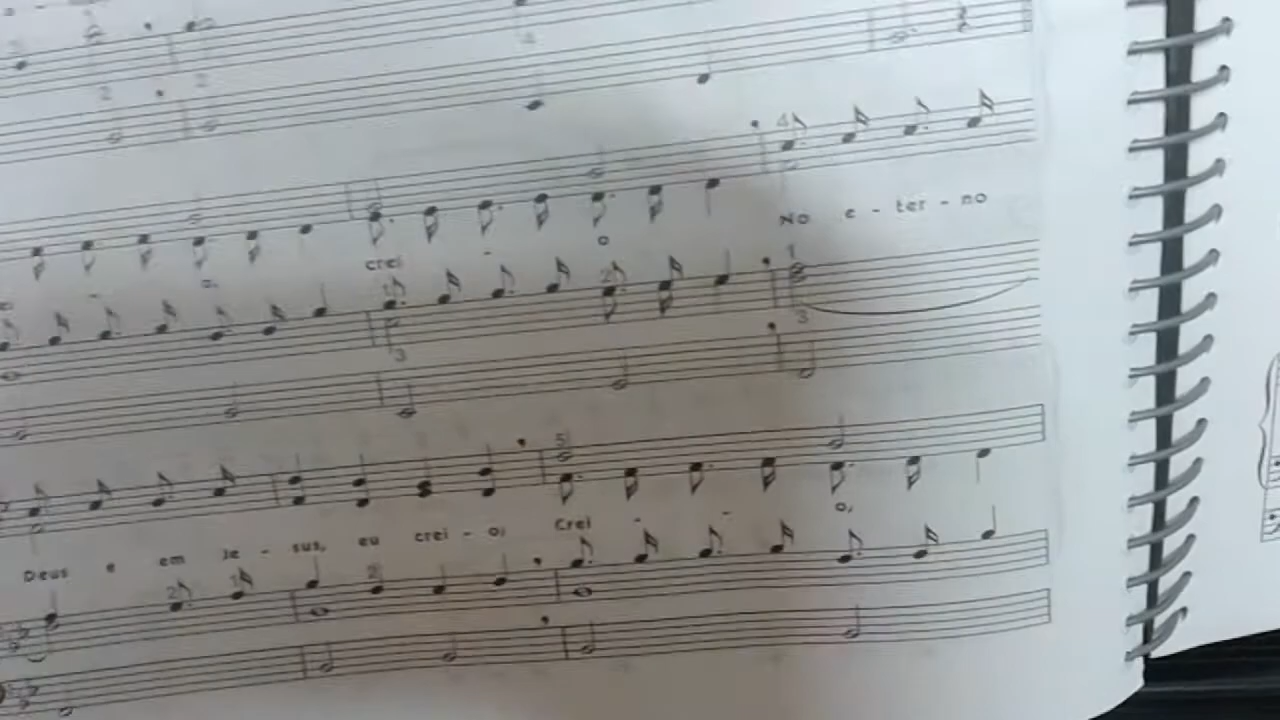 crei - o No e - ter - no
Deus e em Je - sus, eu crei - o; Crei - - o,